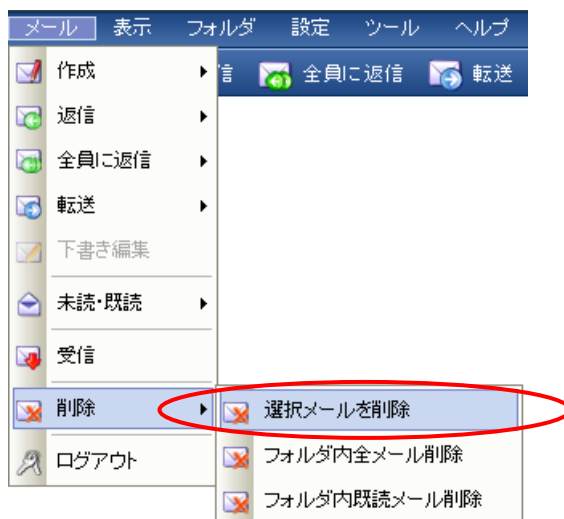 メール 表示 フォルダ 設定 ツール ヘルプ
作成 信 全員に返信 転送
返信
全員に返信
転送
下書き編集
未読・既読
受信
削除 選択メールを削除
フォルダ内全メール削除
ログアウト
フォルダ内既読メール削除